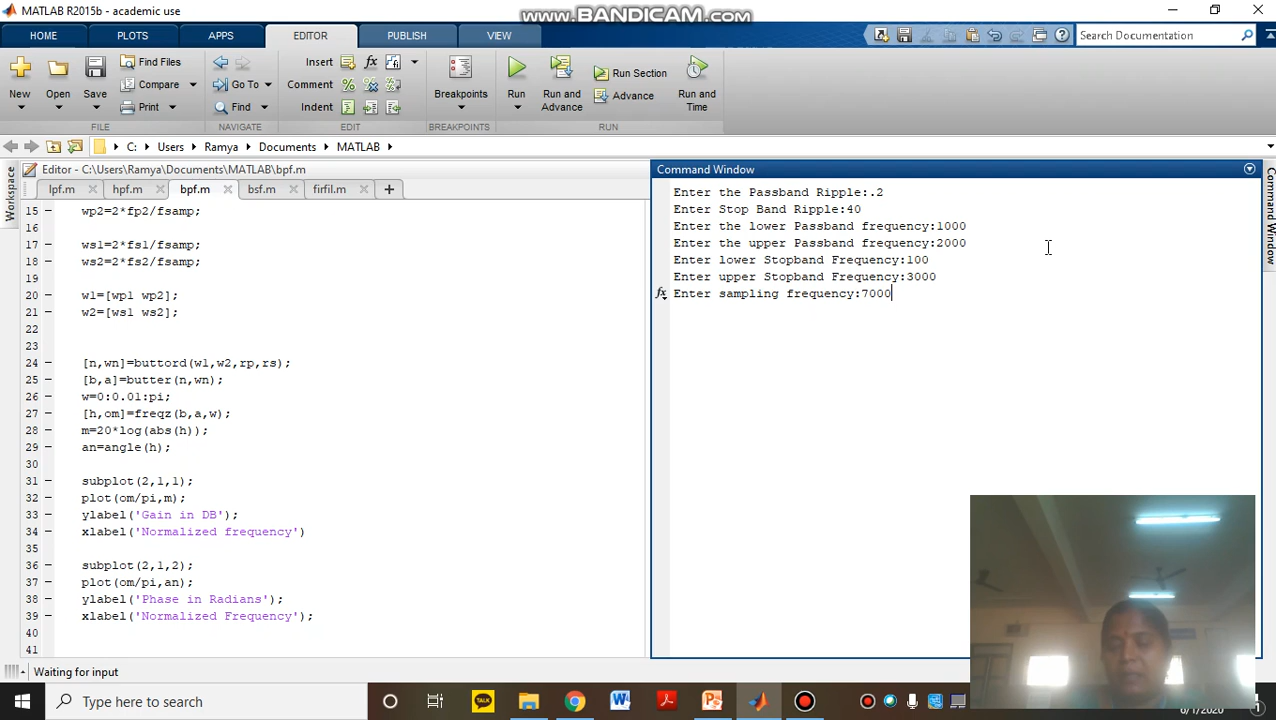 MATLAB R2015b - academic use
www.BANDICAM.com
HOME PLOTS APPS EDITOR PUBLISH VIEW
Search Documentation
New Open Save Find Files Compare Print
Go To Find
Insert fx
Comment % %
Indent
Breakpoints
Run Run and Advance Run Section Advance Run and Time
FILE NAVIGATE EDIT BREAKPOINTS RUN
C: Users Ramya Documents MATLAB
Workspace
Editor - C:\Users\Ramya\Documents\MATLAB\bpf.m
lpf.m hpf.m bpf.m bsf.m firfil.m
15 wp2=2*fp2/fsamp;
16
17 ws1=2*fs1/fsamp;
18 ws2=2*fs2/fsamp;
19
20 w1=[wp1 wp2];
21 w2=[ws1 ws2];
22
23
24 [n,wn]=buttord(w1,w2,rp,rs);
25 [b,a]=butter(n,wn);
26 w=0:0.01:pi;
27 [h,om]=freqz(b,a,w);
28 m=20*log(abs(h));
29 an=angle(h);
30
31 subplot(2,1,1);
32 plot(om/pi,m);
33 ylabel('Gain in DB');
34 xlabel('Normalized frequency')
35
36 subplot(2,1,2);
37 plot(om/pi,an);
38 ylabel('Phase in Radians');
39 xlabel('Normalized Frequency');
40
41
Command Window
Enter the Passband Ripple:.2
Enter Stop Band Ripple:40
Enter the lower Passband frequency:1000
Enter the upper Passband frequency:2000
Enter lower Stopband Frequency:100
Enter upper Stopband Frequency:3000
fx Enter sampling frequency:7000
Command Window
Waiting for input
Type here to search
TALK
6/1/2020